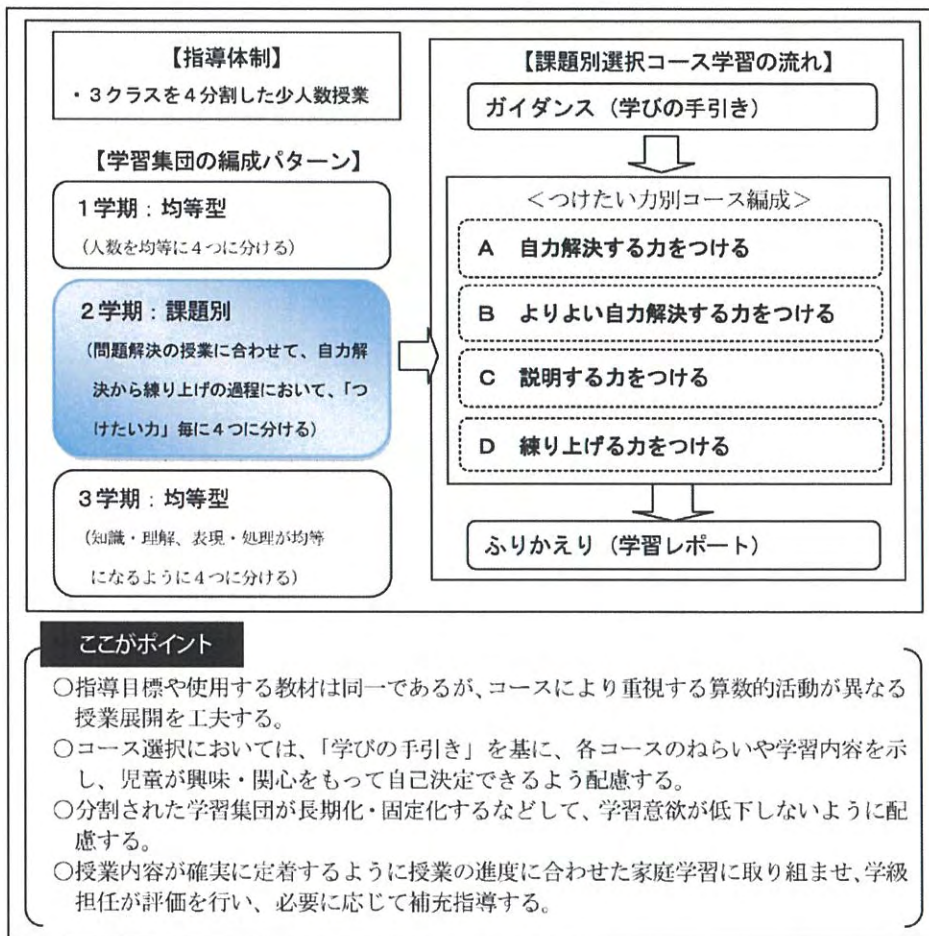 【指導体制】
・3クラスを4分割した少人数授業
【学習集団の編成パターン】
1学期：均等型
(人数を均等に4つに分ける)
2学期：課題別
(問題解決の授業に合わせて、自力解
決から練り上げの過程において、「つ
けたい力」毎に4つに分ける)
3学期：均等型
(知識・理解、表現・処理が均等
になるように4つに分ける)
【課題別選択コース学習の流れ】
ガイダンス（学びの手引き）
＜つけたい力別コース編成＞
A 自力解決する力をつける
B よりよい自力解決する力をつける
C 説明する力をつける
D 練り上げる力をつける
ふりかえり（学習レポート）
ここがポイント
○指導目標や使用する教材は同一であるが、コースにより重視する算数的活動が異なる
授業展開を工夫する。
○コース選択においては、「学びの手引き」を基に、各コースのねらいや学習内容を示
し、児童が興味・関心をもって自己決定できるよう配慮する。
○分割された学習集団が長期化・固定化するなどして、学習意欲が低下しないように配
慮する。
○授業内容が確実に定着するように授業の進度に合わせた家庭学習に取り組ませ、学級
担任が評価を行い、必要に応じて補充指導する。